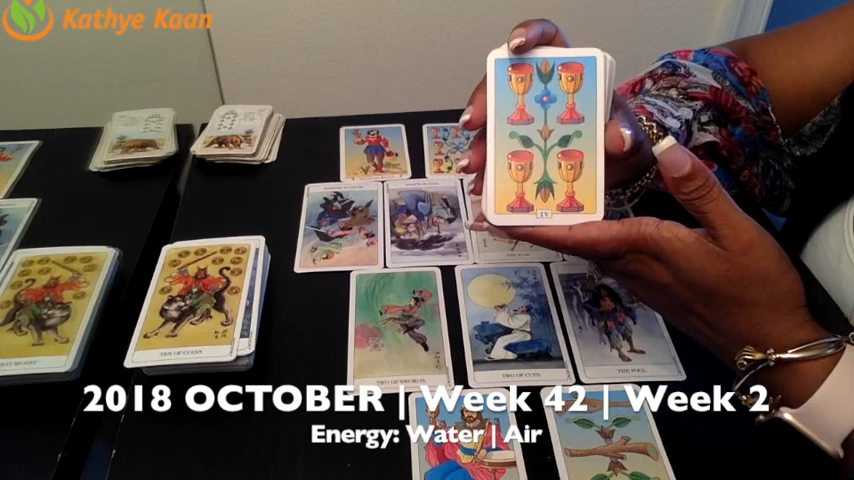 Kathye Kaan
IV
TEN OF COINS
TWO OF SWORDS
TWO OF CUPS
THE FOOL
2018 OCTOBER | Week 42 | Week 2
Energy: Water | Air